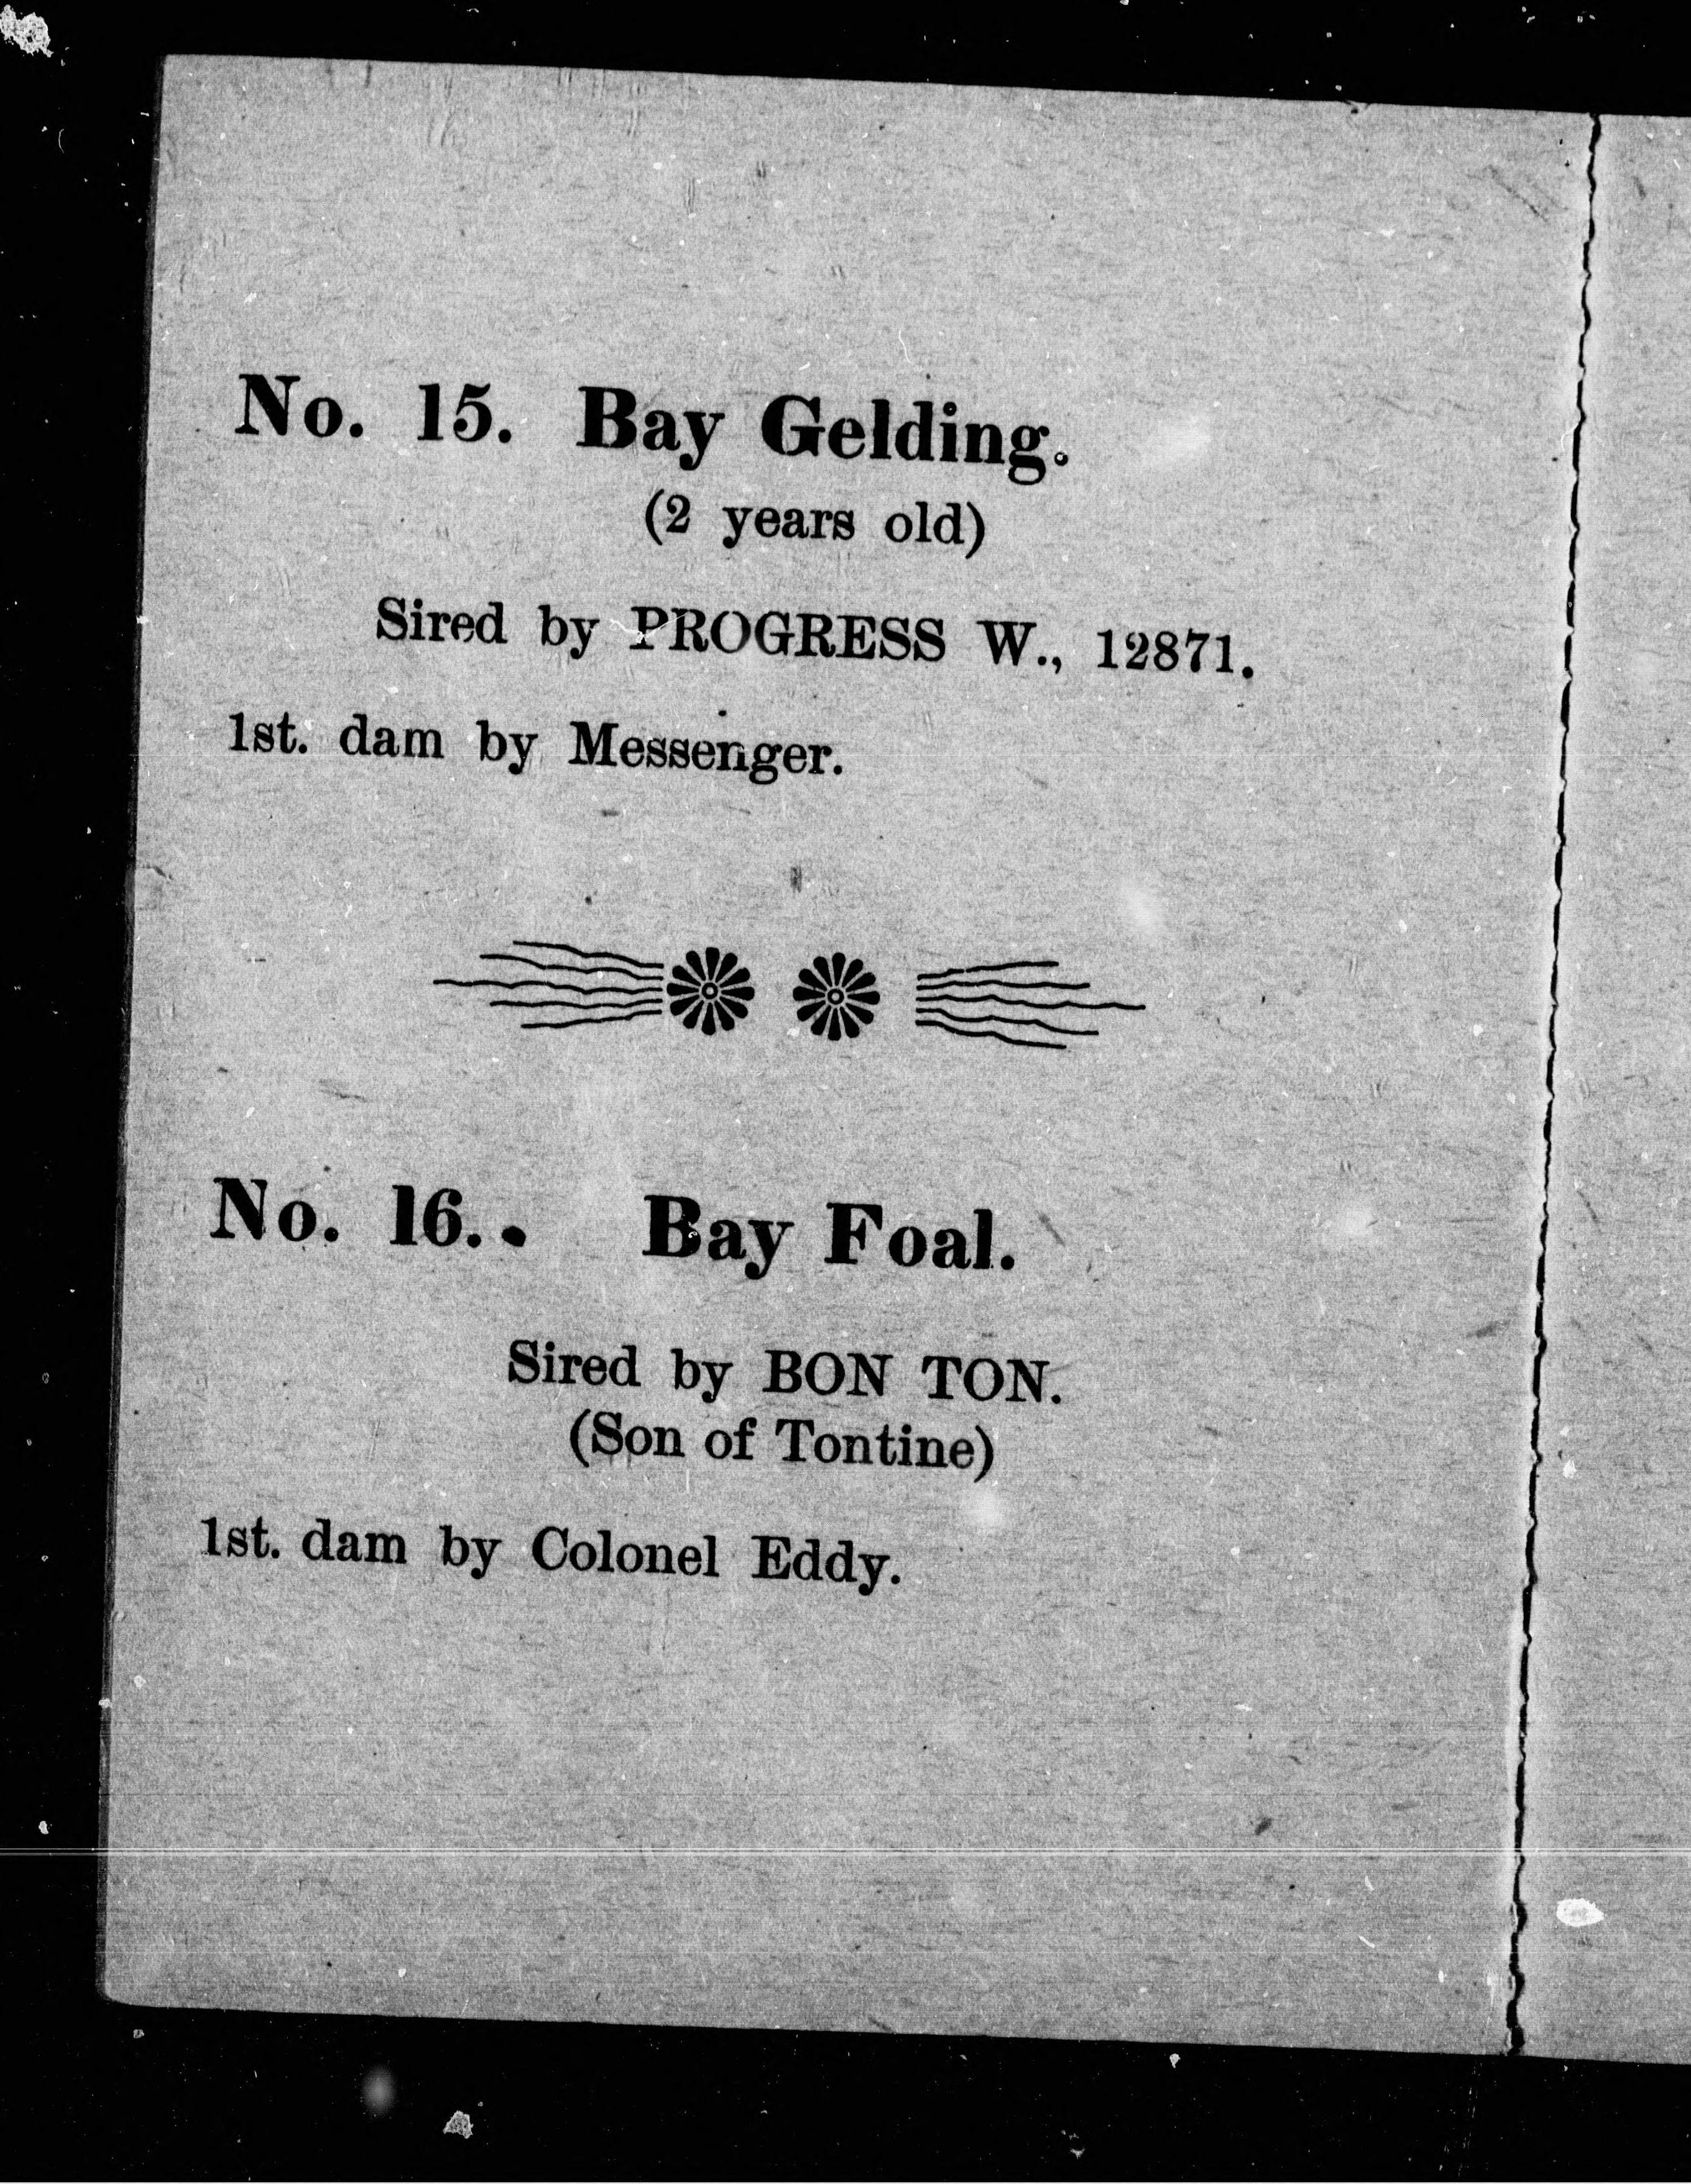 No. 15. Bay Gelding.
(2 years old)
Sired by PROGRESS W., 12871.
1st. dam by Messenger.
No. 16.. Bay Foal.
Sired by BON TON.
(Son of Tontine)
1st. dam by Colonel Eddy.